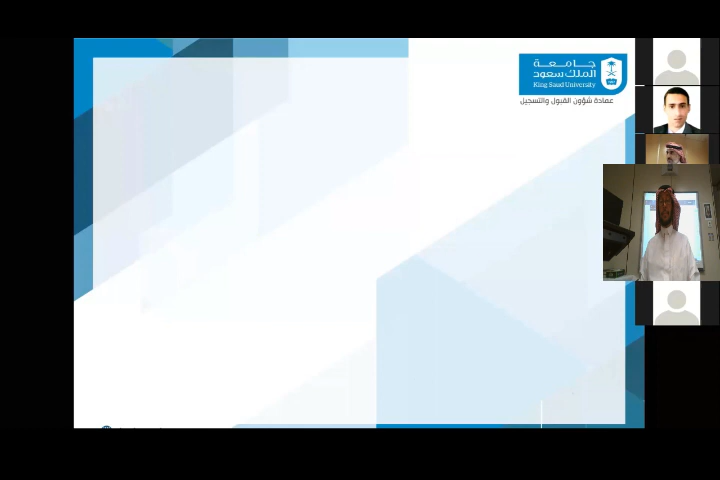 جامعة
الملك سعود
King Saud University
عمادة شؤون القبول والتسجيل